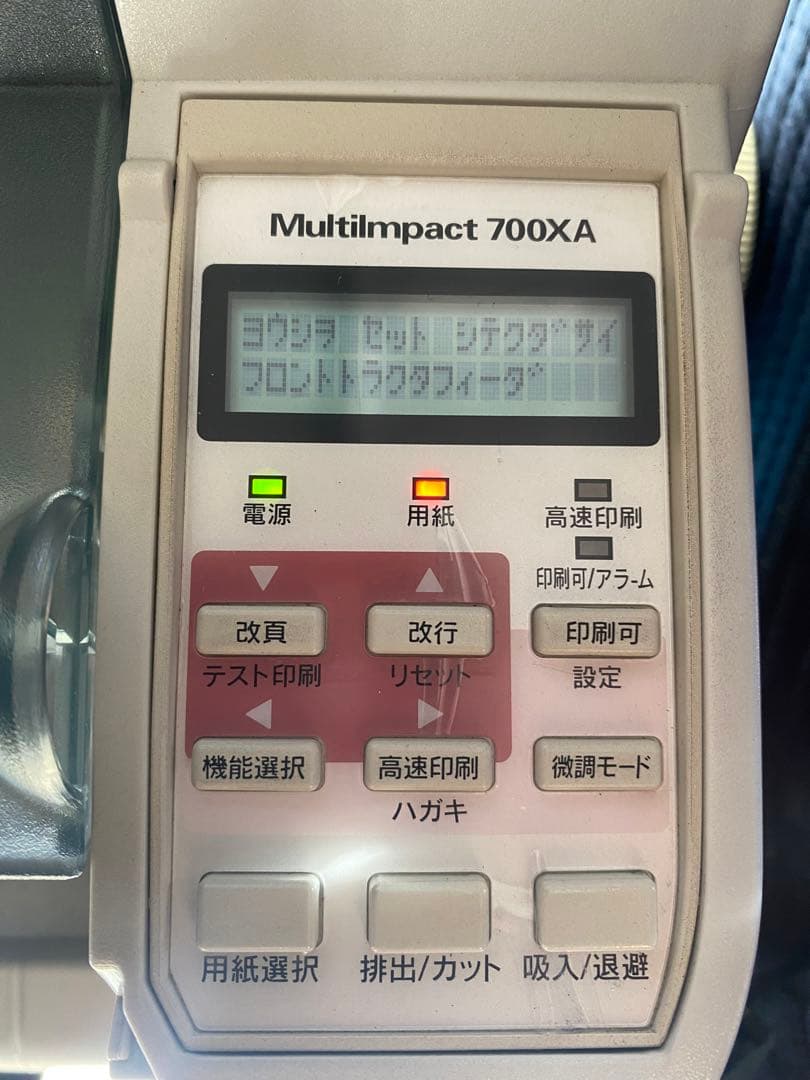 MultiImpact 700XA
ヨウシヲ セット シテクダサイ
フロントトラクタフィーダ
電源
用紙
高速印刷
印刷可/アラーム
改頁
改行
印刷可
テスト印刷
リセット
設定
機能選択
高速印刷
微調モード
ハガキ
用紙選択
排出/カット
吸入/退避